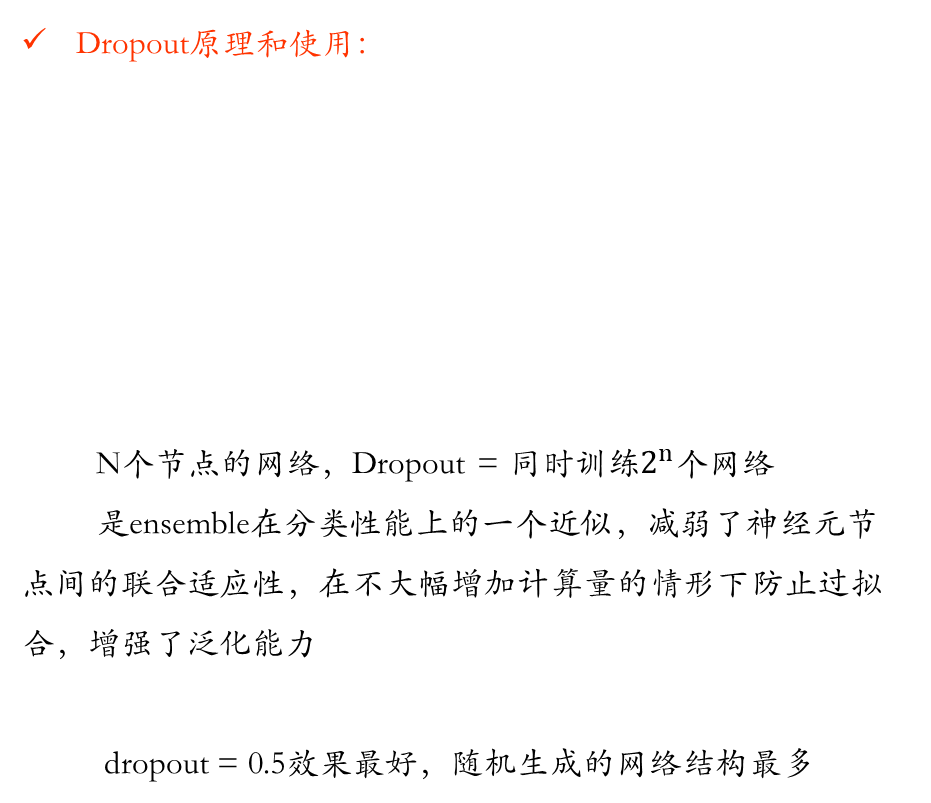 ✓ Dropout原理和使用：
N个节点的网络，Dropout = 同时训练2ⁿ个网络
是ensemble在分类性能上的一个近似，减弱了神经元节
点间的联合适应性，在不大幅增加计算量的情形下防止过拟
合，增强了泛化能力
dropout = 0.5效果最好，随机生成的网络结构最多